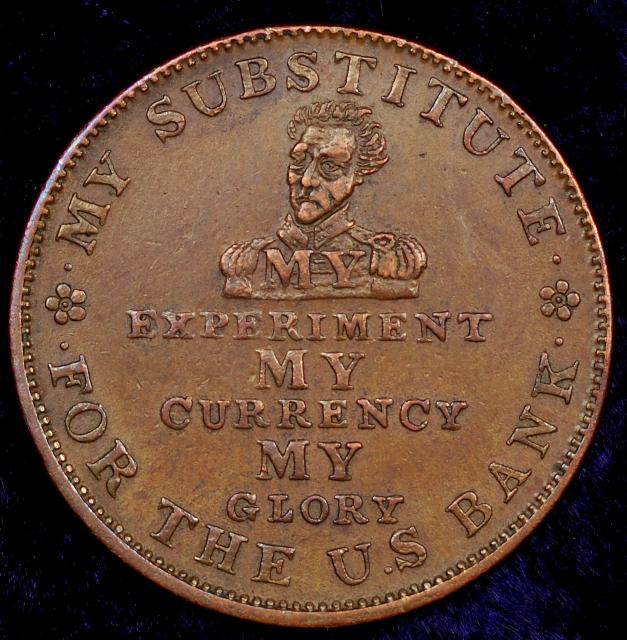 MY SUBSTITUTE.
MY
EXPERIMENT
MY
CURRENCY
MY
GLORY
FOR THE U.S BANK.